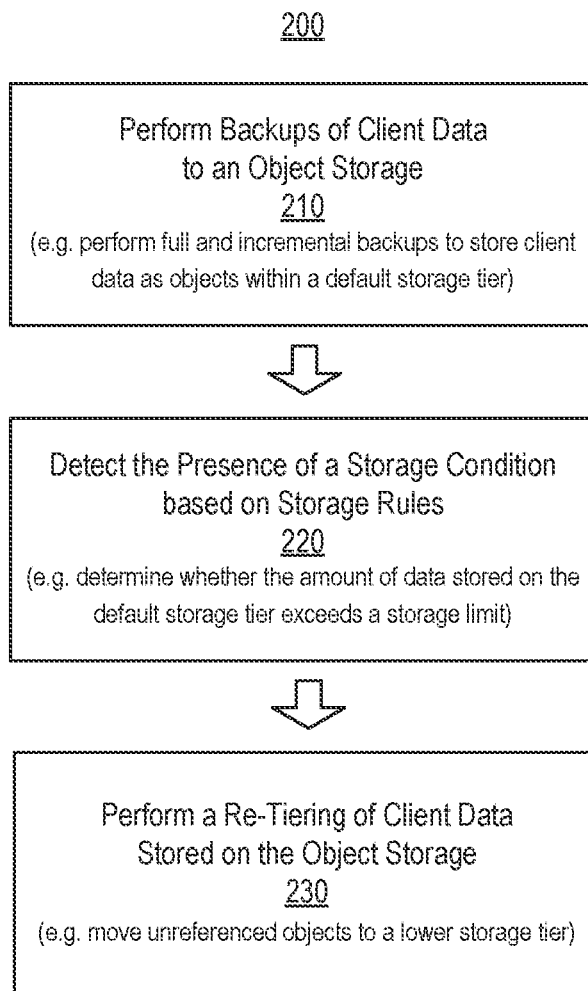 200
Perform Backups of Client Data
to an Object Storage
210
(e.g. perform full and incremental backups to store client
data as objects within a default storage tier)
Detect the Presence of a Storage Condition
based on Storage Rules
220
(e.g. determine whether the amount of data stored on the
default storage tier exceeds a storage limit)
Perform a Re-Tiering of Client Data
Stored on the Object Storage
230
(e.g. move unreferenced objects to a lower storage tier)